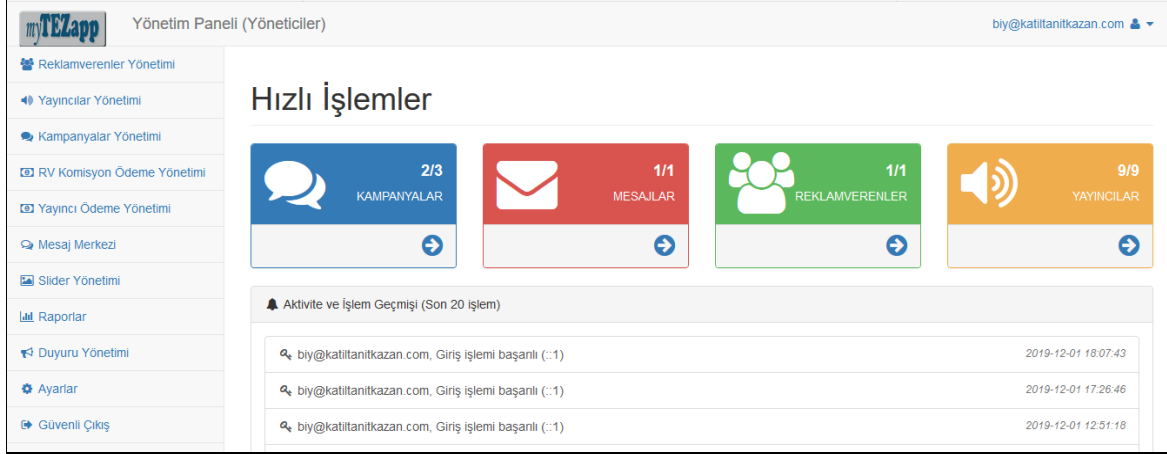 myTEZapp
Yönetim Paneli (Yöneticiler)
biy@katiltanitkazan.com
Reklamverenler Yönetimi
Yayıncılar Yönetimi
Kampanyalar Yönetimi
RV Komisyon Ödeme Yönetimi
Yayıncı Ödeme Yönetimi
Mesaj Merkezi
Slider Yönetimi
Raporlar
Duyuru Yönetimi
Ayarlar
Güvenli Çıkış
Hızlı İşlemler
2/3
KAMPANYALAR
1/1
MESAJLAR
1/1
REKLAMVERENLER
9/9
YAYINCILAR
Aktivite ve İşlem Geçmişi (Son 20 işlem)
biy@katiltanitkazan.com, Giriş işlemi başarılı (::1) 2019-12-01 18:07:43
biy@katiltanitkazan.com, Giriş işlemi başarılı (::1) 2019-12-01 17:26:46
biy@katiltanitkazan.com, Giriş işlemi başarılı (::1) 2019-12-01 12:51:18